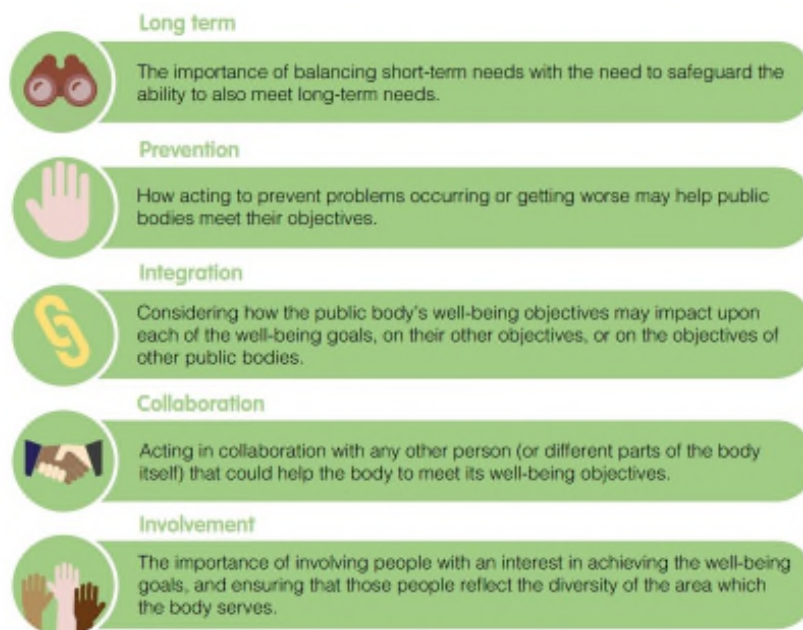 Long term
The importance of balancing short-term needs with the need to safeguard the
ability to also meet long-term needs.
Prevention
How acting to prevent problems occurring or getting worse may help public
bodies meet their objectives.
Integration
Considering how the public body's well-being objectives may impact upon
each of the well-being goals, on their other objectives, or on the objectives of
other public bodies.
Collaboration
Acting in collaboration with any other person (or different parts of the body
itself) that could help the body to meet its well-being objectives.
Involvement
The importance of involving people with an interest in achieving the well-being
goals, and ensuring that those people reflect the diversity of the area which
the body serves.